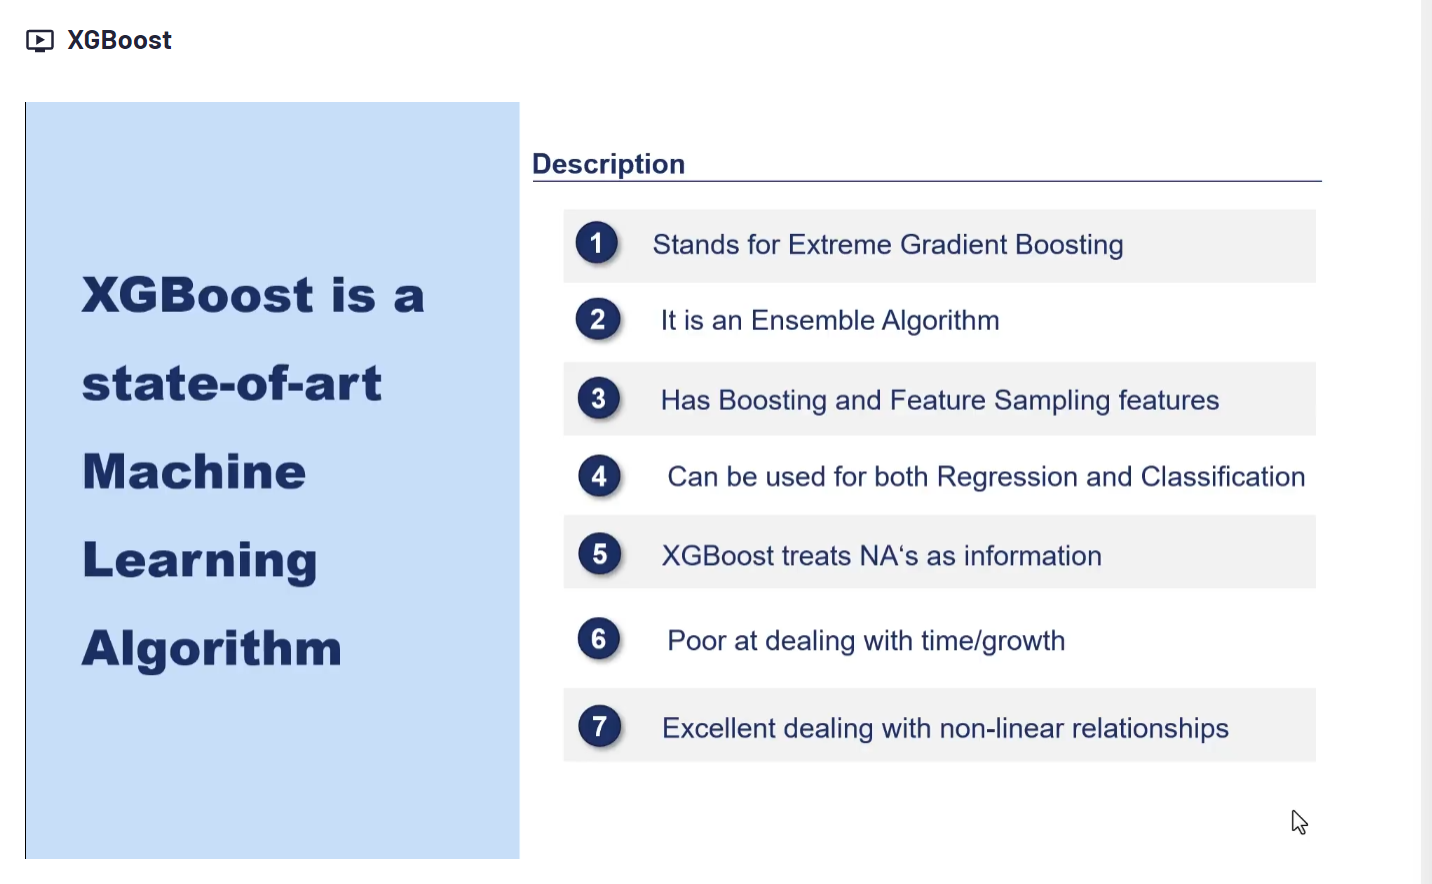 XGBoost
XGBoost is a
state-of-art
Machine
Learning
Algorithm
Description
1 Stands for Extreme Gradient Boosting
2 It is an Ensemble Algorithm
3 Has Boosting and Feature Sampling features
4 Can be used for both Regression and Classification
5 XGBoost treats NA‘s as information
6 Poor at dealing with time/growth
7 Excellent dealing with non-linear relationships